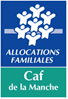 ALLOCATIONS
FAMILIALES
Caf
de la Manche